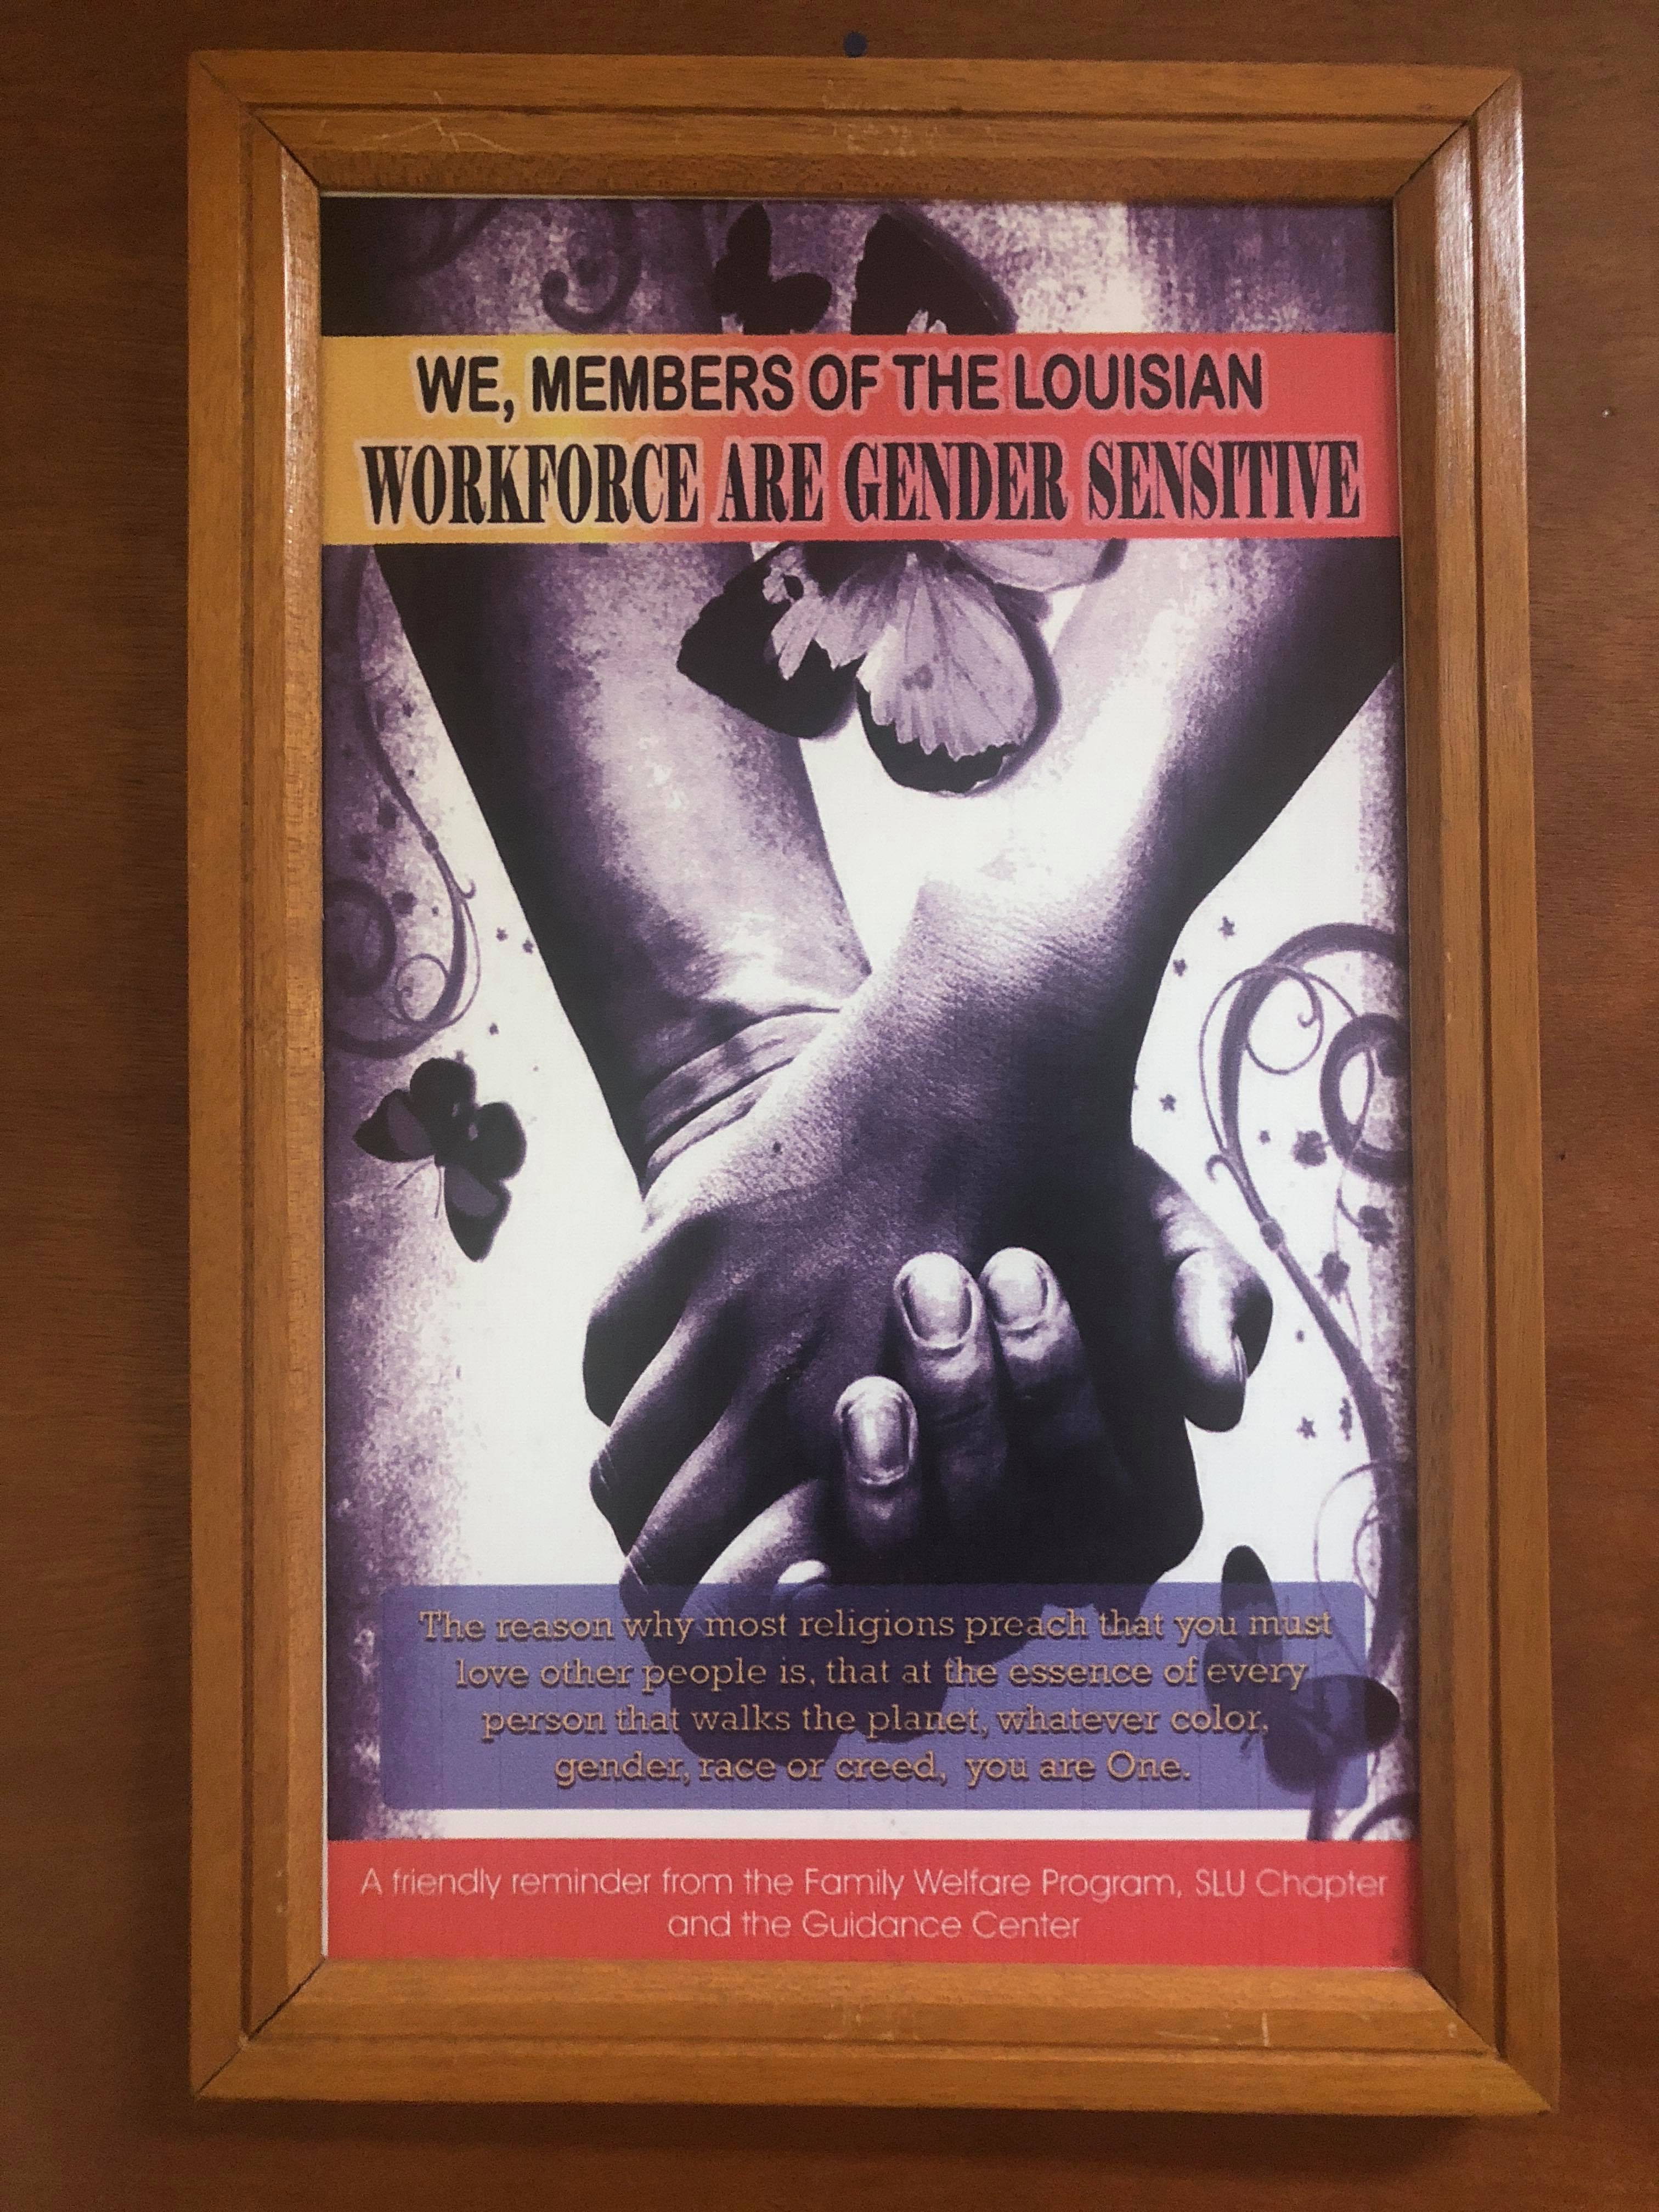 WE, MEMBERS OF THE LOUISIAN
WORKFORCE ARE GENDER SENSITIVE
The reason why most religions preach that you must
love other people is, that at the essence of every
person that walks the planet, whatever color,
gender, race or creed, you are One.
A friendly reminder from the Family Welfare Program, SLU Chapter
and the Guidance Center